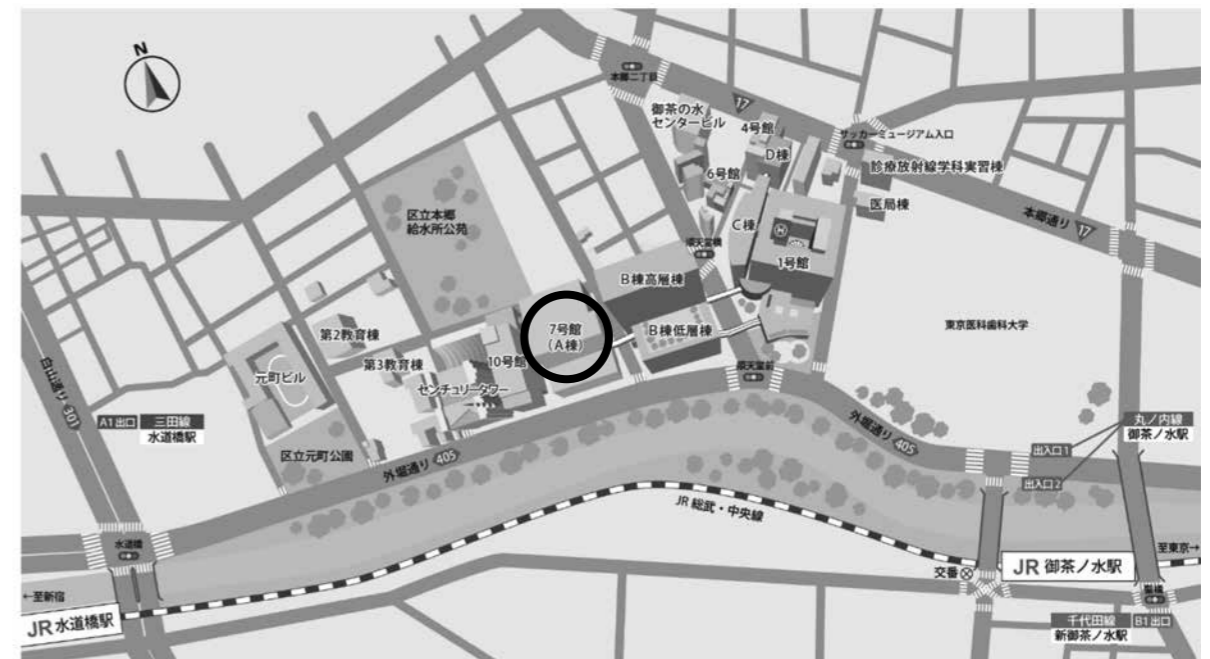 N
本郷二丁目
17
御茶の水
センタービル
4号館
D棟
サッカーミュージアム入口
6号館
診療放射線学科実習棟
医局棟
C棟
H
本郷通り 17
区立本郷
給水所公苑
順天堂横
1号館
B棟高層棟
7号館
(A棟)
B棟低層棟
東京医科歯科大学
第2教育棟
第3教育棟
10号館
元町ビル
センチュリータワー
順天堂前
白山通り 301
A1出口
三田線
水道橋駅
区立元町公園
外堀通り 405
外堀通り 405
丸ノ内線
御茶ノ水駅
出入口1
出入口2
JR 総武・中央線
水道橋
至東京→
交番
JR 御茶ノ水駅
←至新宿
JR 水道橋駅
千代田線
B1出口
新御茶ノ水駅